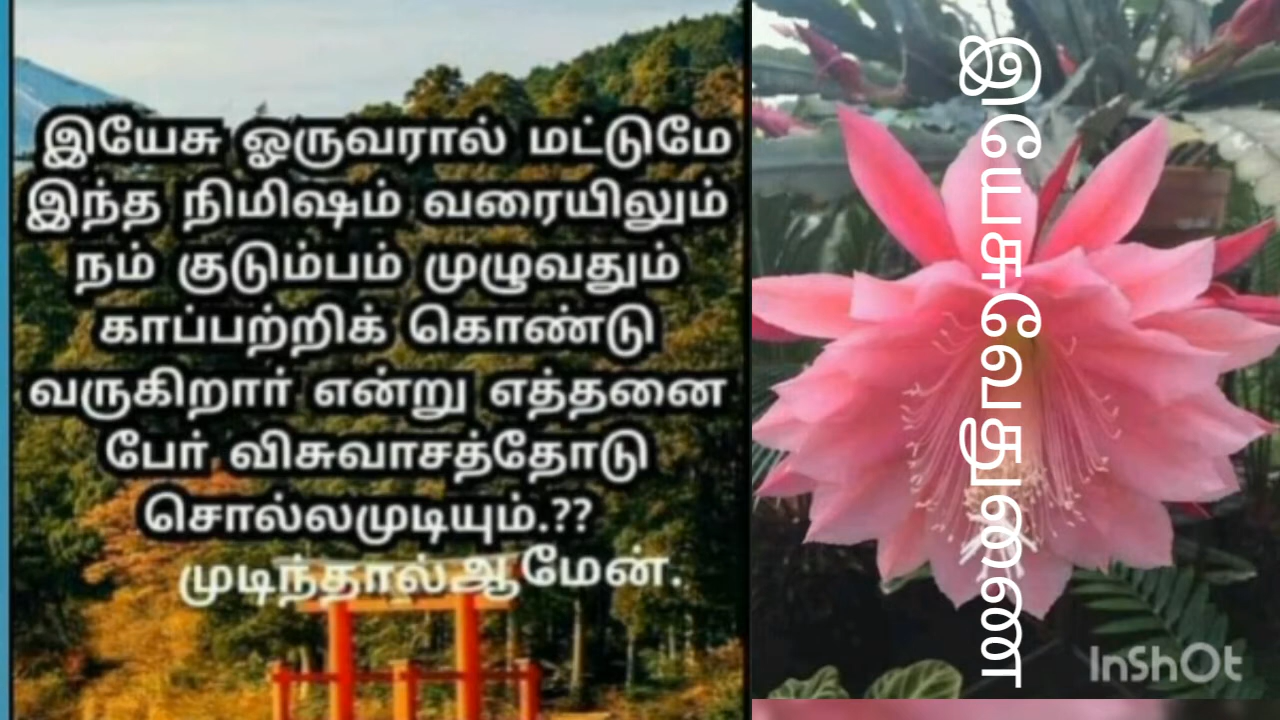 இயேசு ஒருவரால் மட்டுமே
இந்த நிமிஷம் வரையிலும்
நம் குடும்பம் முழுவதும்
காப்பற்றிக் கொண்டு
வருகிறார் என்று எத்தனை
பேர் விசுவாசத்தோடு
சொல்லமுடியும்.??
முடிந்தால்ஆமேன்.
இயேசுவேதுணை
InShOt